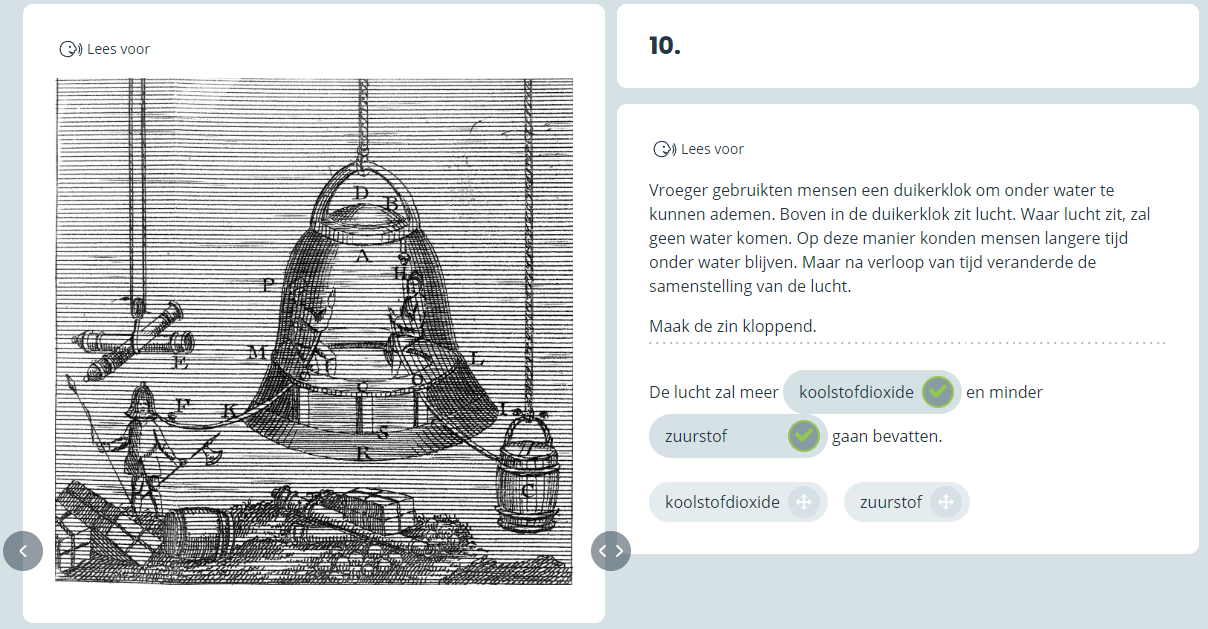 Lees voor
D
B
A
H
P
E
M
L
F
K
I
S
R
C
10.
Lees voor
Vroeger gebruikten mensen een duikerklok om onder water te
kunnen ademen. Boven in de duikerklok zit lucht. Waar lucht zit, zal
geen water komen. Op deze manier konden mensen langere tijd
onder water blijven. Maar na verloop van tijd veranderde de
samenstelling van de lucht.
Maak de zin kloppend.
De lucht zal meer koolstofdioxide en minder
zuurstof gaan bevatten.
koolstofdioxide zuurstof